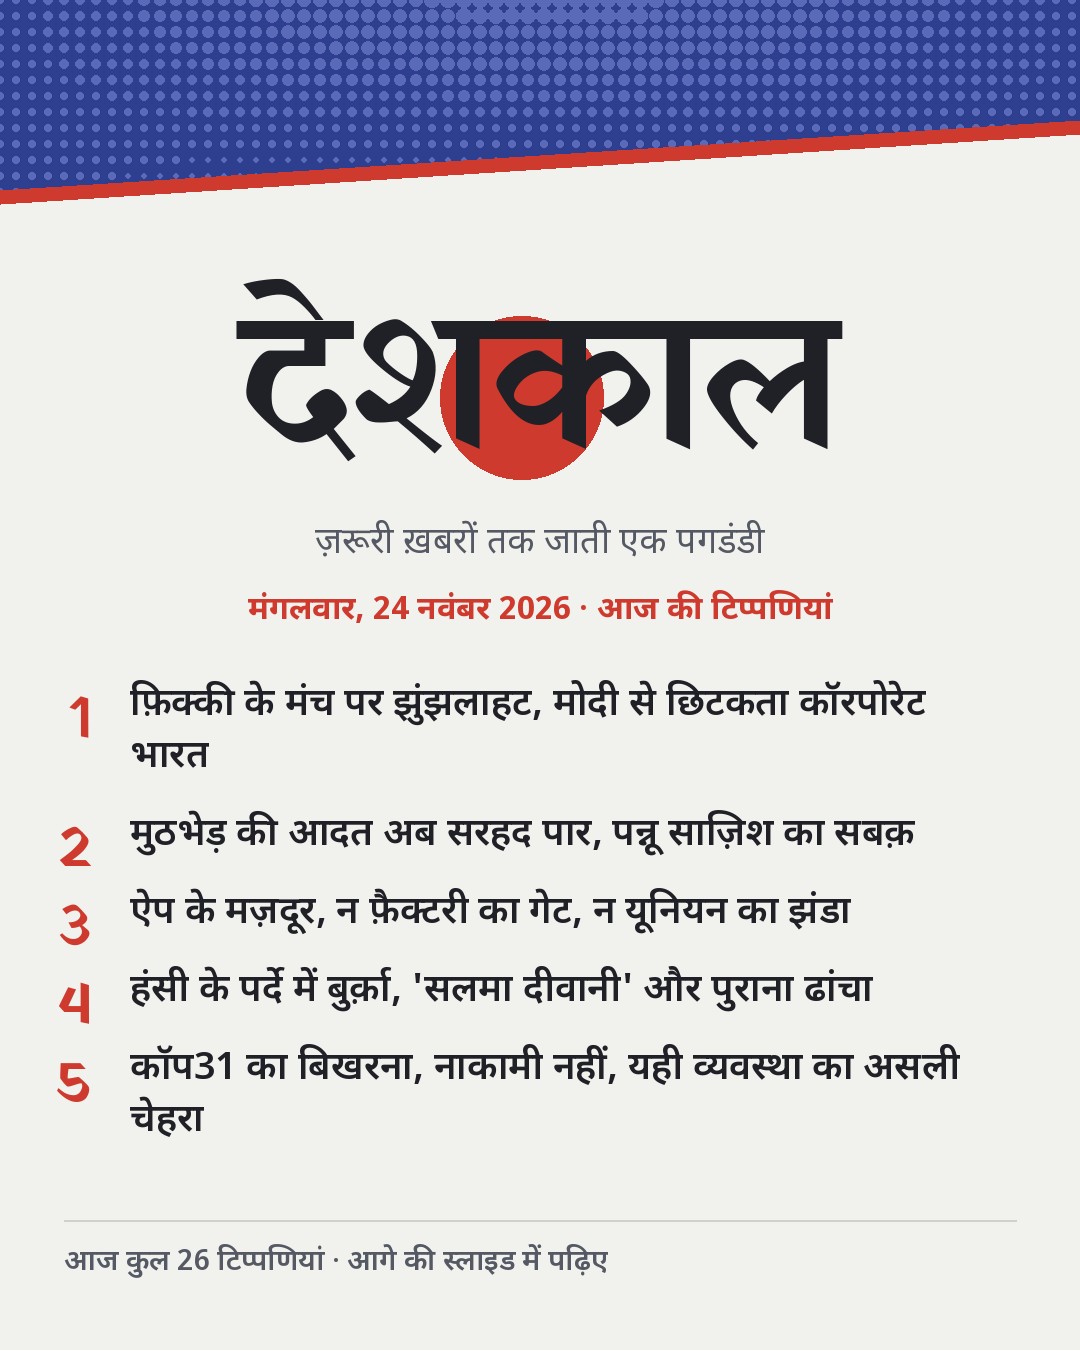 देशकाल
ज़रूरी ख़बरों तक जाती एक पगडंडी
मंगलवार, 24 नवंबर 2026 · आज की टिप्पणियां
1 फ़िक्की के मंच पर झुंझलाहट, मोदी से छिटकता कॉरपोरेट
भारत
2 मुठभेड़ की आदत अब सरहद पार, पन्नू साज़िश का सबक़
3 ऐप के मज़दूर, न फ़ैक्टरी का गेट, न यूनियन का झंडा
4 हंसी के पर्दे में बुर्क़ा, 'सलमा दीवानी' और पुराना ढांचा
5 कॉप31 का बिखरना, नाकामी नहीं, यही व्यवस्था का असली
चेहरा
आज कुल 26 टिप्पणियां · आगे की स्लाइड में पढ़िए